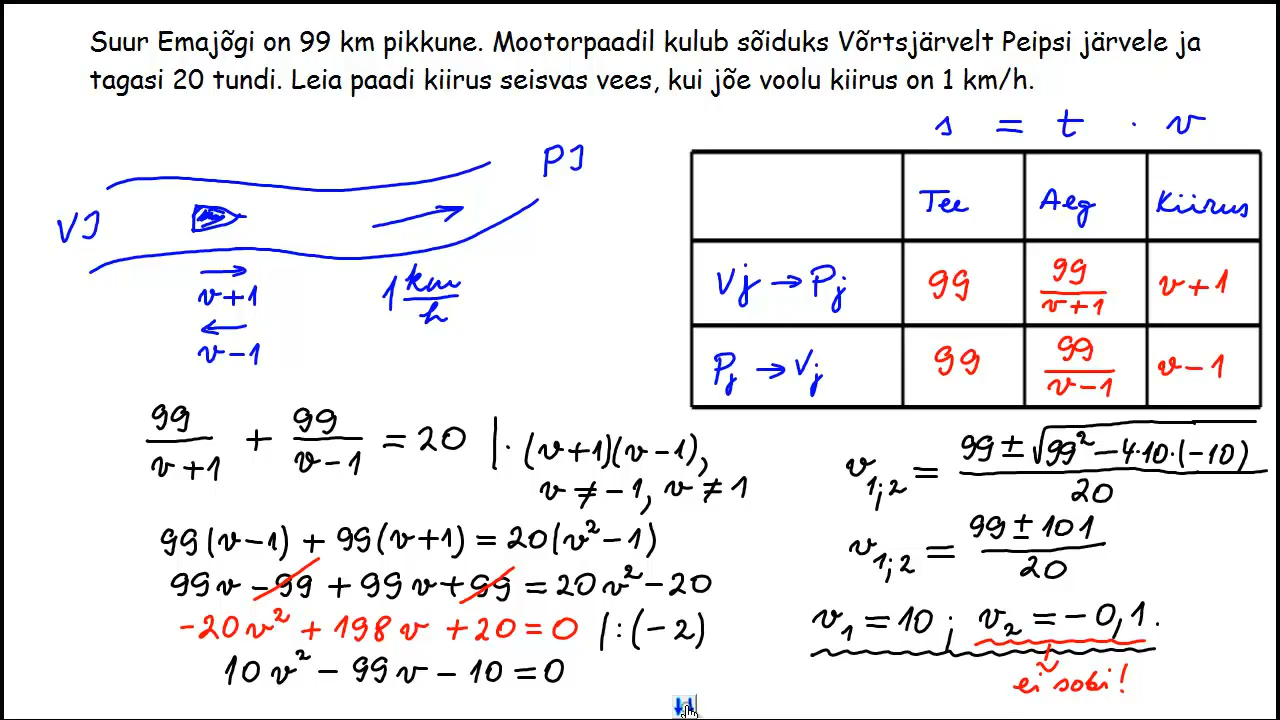 Suur Emajõgi on 99 km pikkune. Mootorpaadil kulub sõiduks Võrtsjärvelt Peipsi järvele ja
tagasi 20 tundi. Leia paadi kiirus seisvas vees, kui jõe voolu kiirus on 1 km/h.
s = t · v
PJ
VJ
v+1
v−1
1 km/h
Tee Aeg Kiirus
Vj → Pj 99 99/(v+1) v+1
Pj → Vj 99 99/(v−1) v−1
99/(v+1) + 99/(v−1) = 20 |· (v+1)(v−1),
v ≠ −1, v ≠ 1
99(v−1) + 99(v+1) = 20(v²−1)
99v − 99 + 99v + 99 = 20v² − 20
-20v² + 198v + 20 = 0 |:(−2)
10v² − 99v − 10 = 0
v₁;₂ = (99 ± √(99² − 4·10·(−10)))/20
v₁;₂ = (99 ± 101)/20
v₁ = 10 ; v₂ = −0,1.
ei sobi!